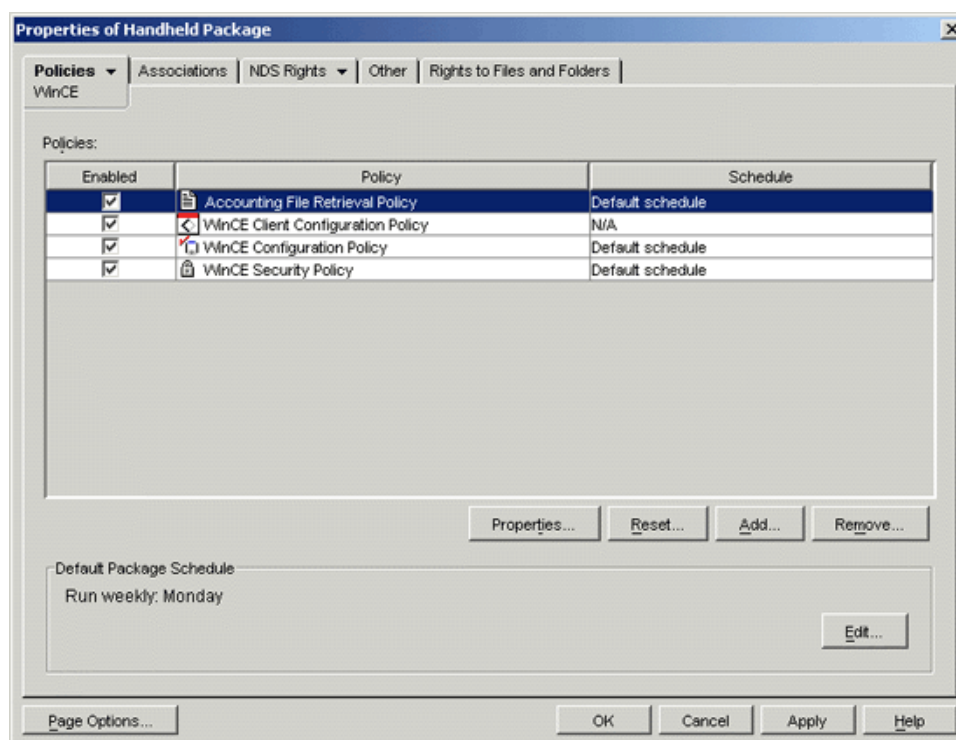 Properties of Handheld Package
Policies Associations NDS Rights Other Rights to Files and Folders
WinCE
Policies:
Enabled Policy Schedule
Accounting File Retrieval Policy Default schedule
WinCE Client Configuration Policy N/A
WinCE Configuration Policy Default schedule
WinCE Security Policy Default schedule
Properties... Reset... Add... Remove...
Default Package Schedule
Run weekly: Monday
Edit...
Page Options... OK Cancel Apply Help